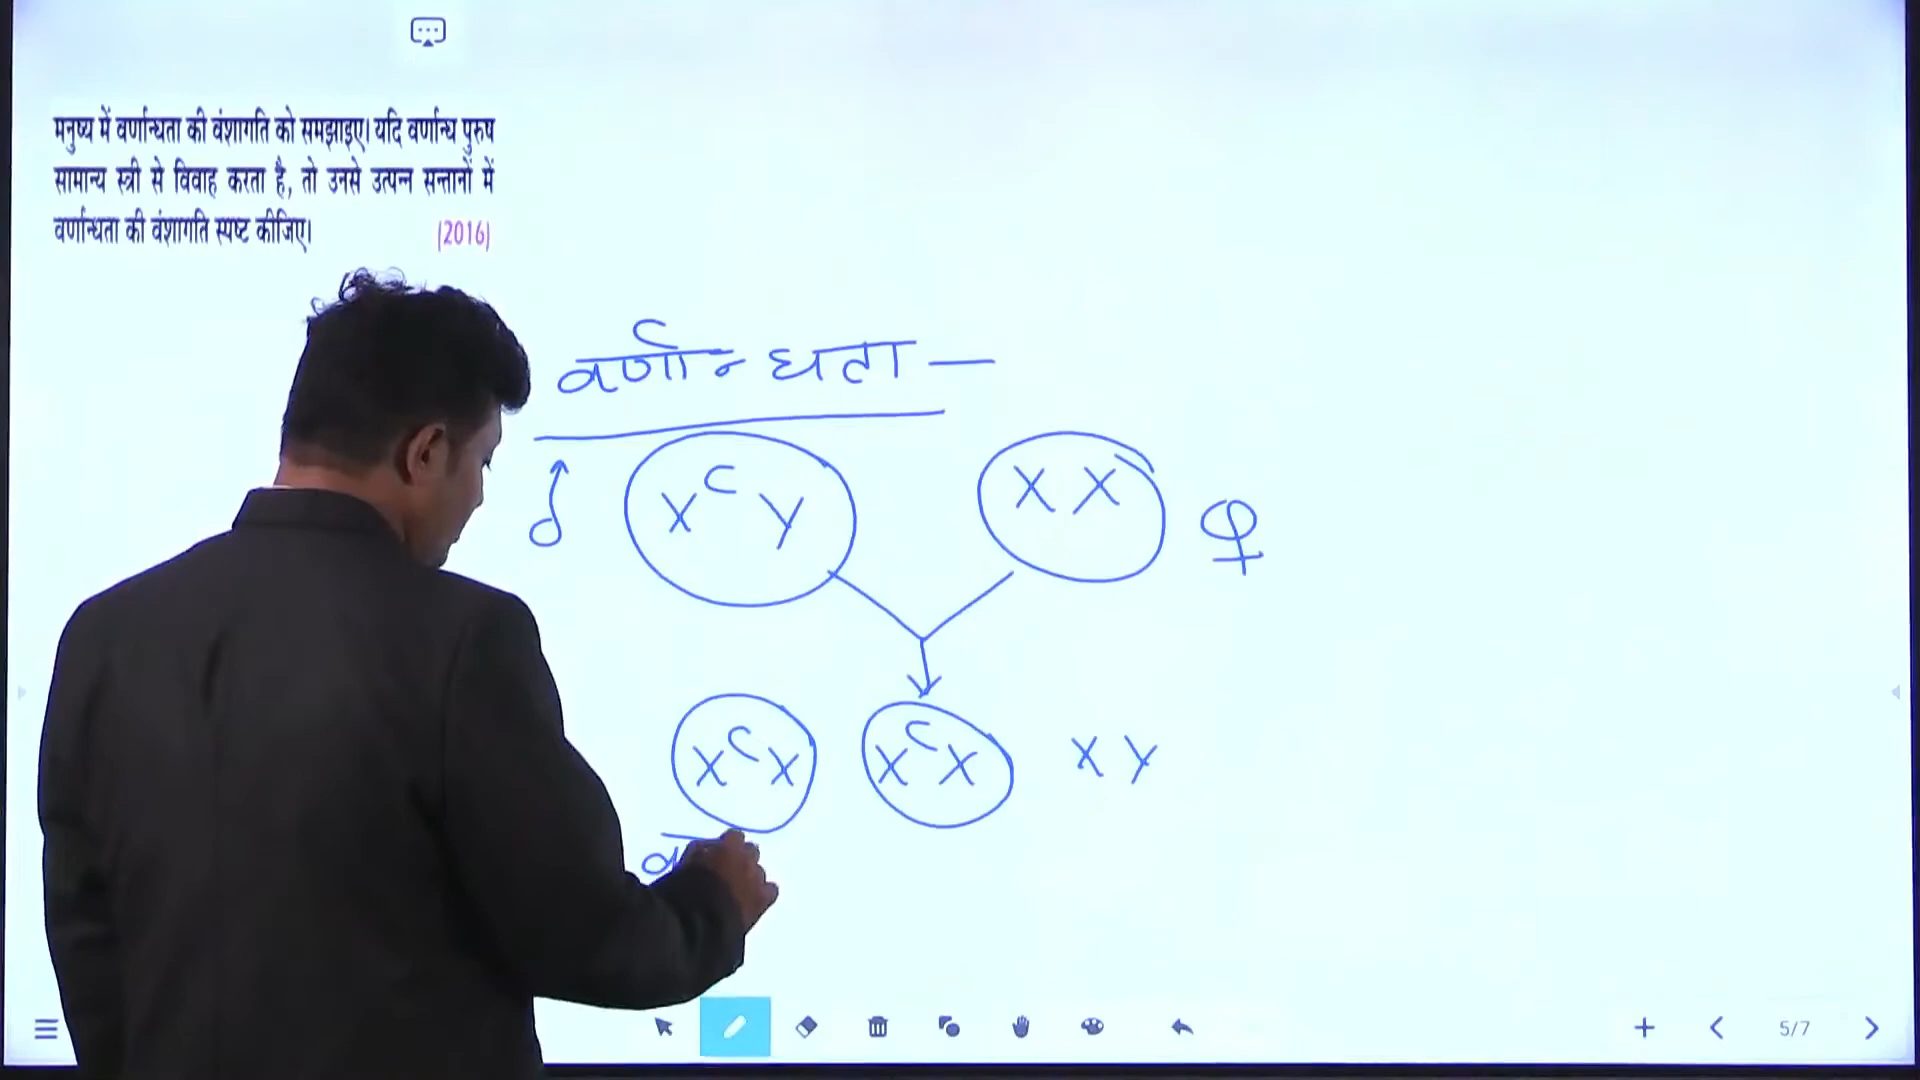 मनुष्य में वर्णान्धता की वंशागति को समझाइए। यदि वर्णान्ध पुरुष
सामान्य स्त्री से विवाह करता है, तो उनसे उत्पन्न सन्तानों में
वर्णान्धता की वंशागति स्पष्ट कीजिए। (2016)
वर्णान्धता —
♂ X^C Y X X ♀
X^C X X^C X X Y
5/7